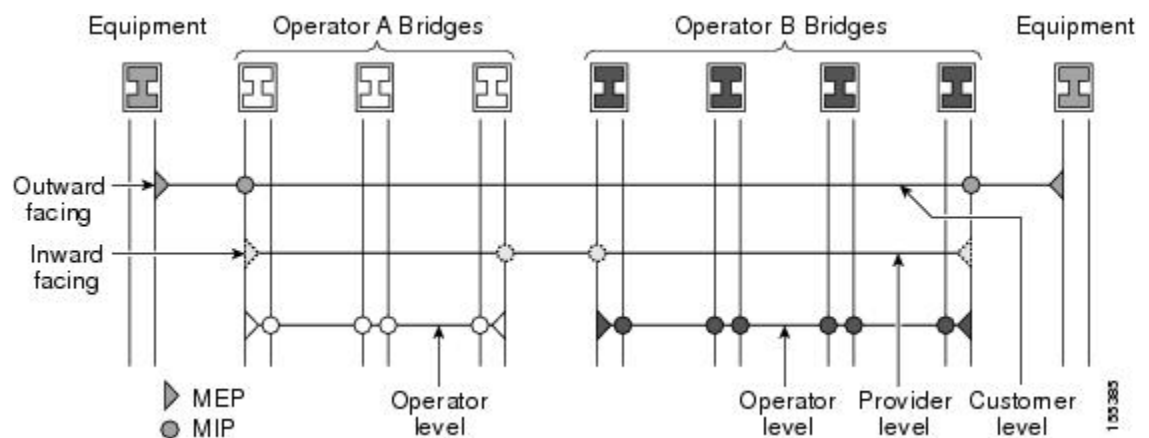 Equipment
Operator A Bridges
Operator B Bridges
Equipment
Outward
facing
Inward
facing
MEP
MIP
Operator
level
Operator
level
Provider
level
Customer
level
155385